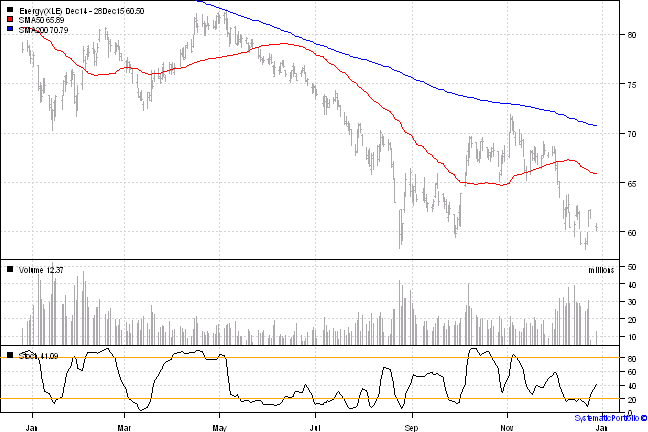 Energy(XLE) Dec14 - 28Dec15 60.50
SMA50 65.89
SMA200 70.79
80
75
70
65
60
Volume 12.37
millions
50
40
30
20
10
Stoch 41.09
80
60
40
20
0
Jan Mar May Jul Sep Nov Jan
SystematicPortfolio ©